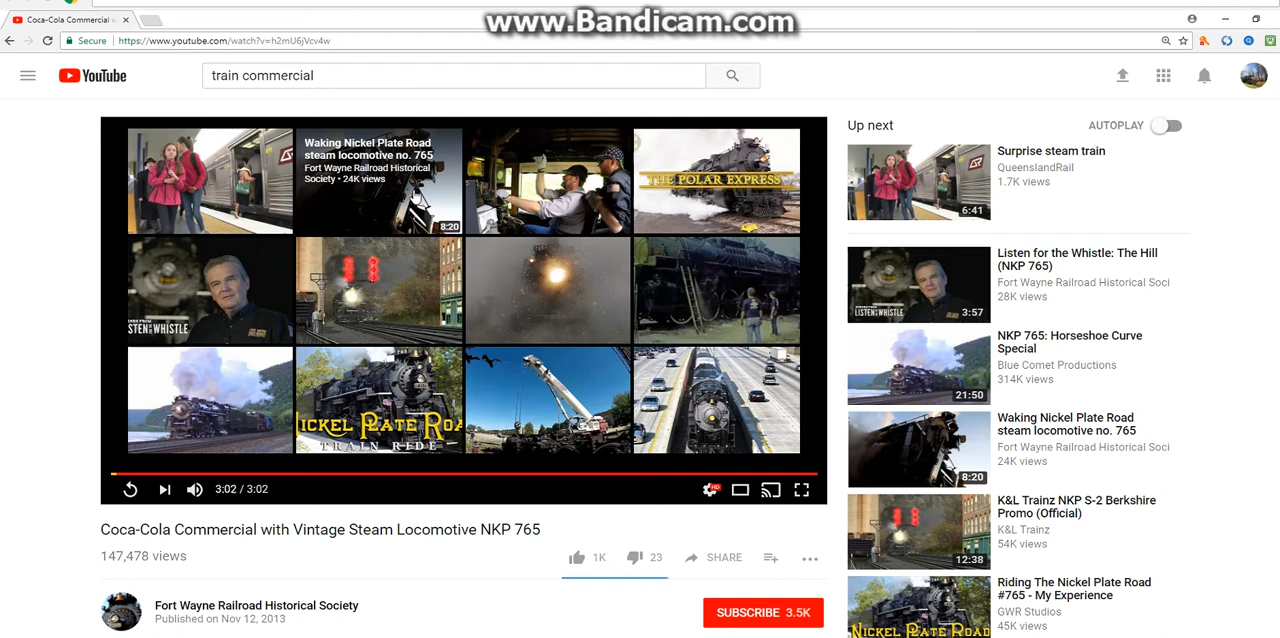 www.Bandicam.com
Coca-Cola Commercial w
Secure
https://www.youtube.com/watch?v=h2mU6jVcv4w
YouTube
train commercial
Waking Nickel Plate Road
steam locomotive no. 765
Fort Wayne Railroad Historical
Society • 24K views
8:20
THE POLAR EXPRESS
LISTEN WHISTLE
NICKEL PLATE ROA
TRAIN RIDE
3:02 / 3:02
HD
Coca-Cola Commercial with Vintage Steam Locomotive NKP 765
147,478 views
1K
23
SHARE
Fort Wayne Railroad Historical Society
Published on Nov 12, 2013
SUBSCRIBE 3.5K
Up next
AUTOPLAY
Surprise steam train
QueenslandRail
1.7K views
6:41
Listen for the Whistle: The Hill
(NKP 765)
Fort Wayne Railroad Historical Soci
28K views
3:57
NKP 765: Horseshoe Curve
Special
Blue Comet Productions
314K views
21:50
Waking Nickel Plate Road
steam locomotive no. 765
Fort Wayne Railroad Historical Soci
24K views
8:20
K&L Trainz NKP S-2 Berkshire
Promo (Official)
K&L Trainz
54K views
12:38
Riding The Nickel Plate Road
#765 - My Experience
GWR Studios
45K views
NICKEL PLATE ROAD